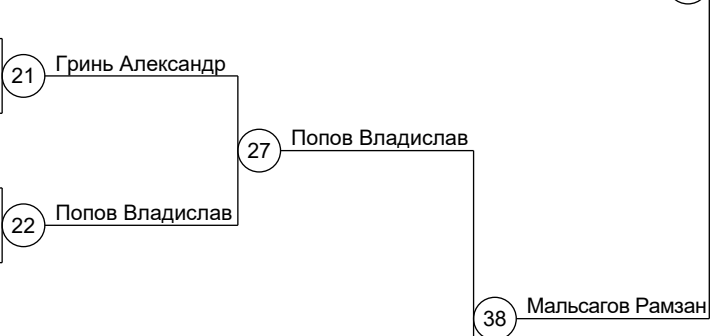 21 Гринь Александр
27 Попов Владислав
22 Попов Владислав
38 Мальсагов Рамзан